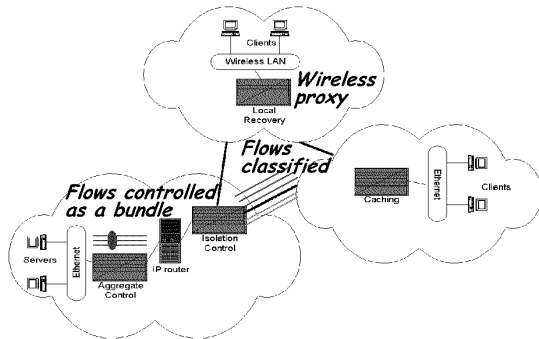 Clients
Wireless LAN
Wireless
proxy
Local
Recovery
Flows
classified
Caching
Ethernet
Clients
Flows controlled
as a bundle
Isolation
Control
Servers
Ethernet
IP router
Aggregate
Control